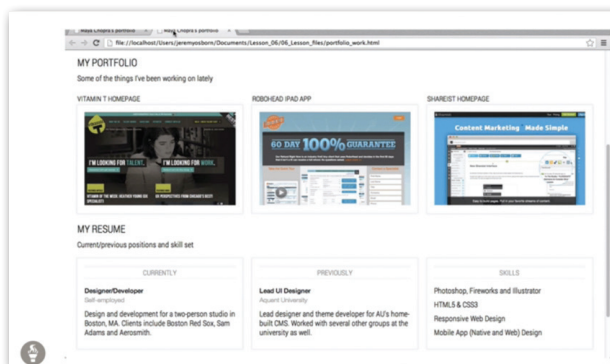 Maya Chopra's portfolio Maya Chopra's portfolio
file://localhost/Users/jeremyosborn/Documents/Lesson_06/06_Lesson_files/portfolio_work.html
MY PORTFOLIO
Some of the things I've been working on lately
VITAMIN T HOMEPAGE ROBOHEAD IPAD APP SHAREIST HOMEPAGE
I'M LOOKING FOR TALENT. I'M LOOKING FOR WORK.
60 DAY 100% GUARANTEE
Content Marketing Made Simple
MY RESUME
Current/previous positions and skill set
CURRENTLY
Designer/Developer
Self-employed
Design and development for a two-person studio in
Boston, MA. Clients include Boston Red Sox, Sam
Adams and Aerosmith.
PREVIOUSLY
Lead UI Designer
Aquent University
Lead designer and theme developer for AU's home-
built CMS. Worked with several other groups at the
university as well.
SKILLS
Photoshop, Fireworks and illustrator
HTML5 & CSS3
Responsive Web Design
Mobile App (Native and Web) Design